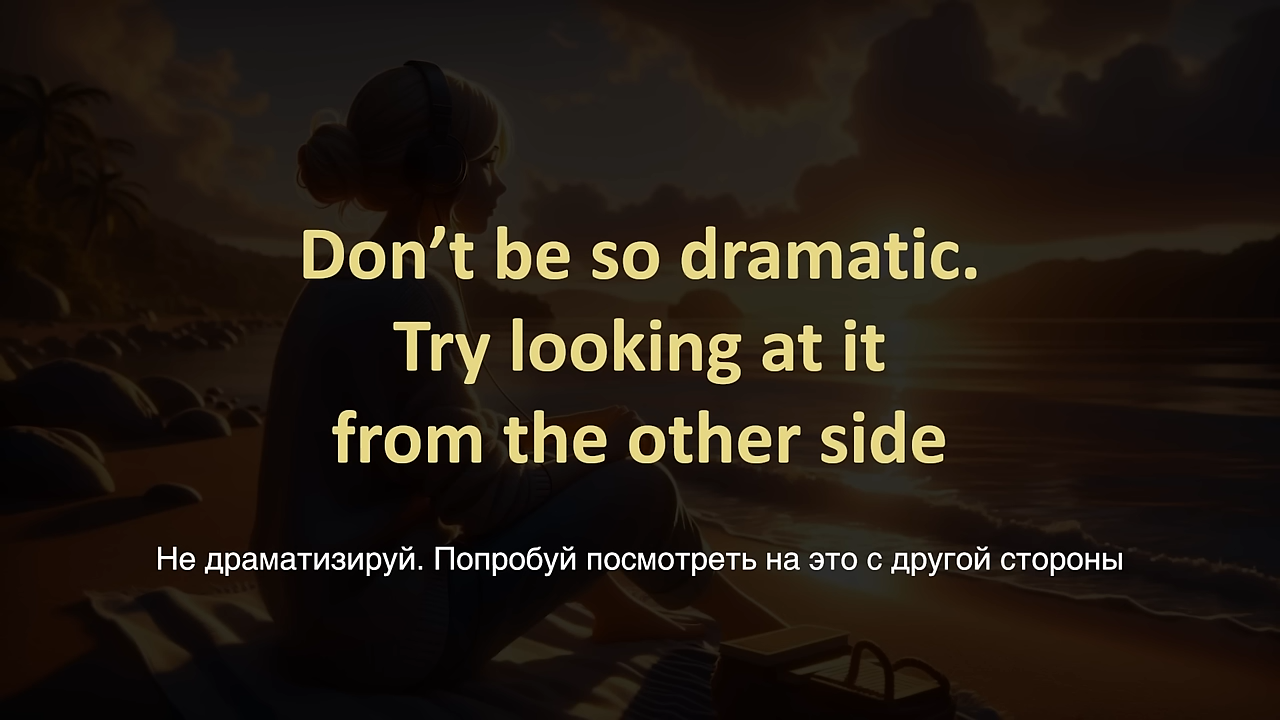 Don’t be so dramatic.
Try looking at it
from the other side
Не драматизируй. Попробуй посмотреть на это с другой стороны